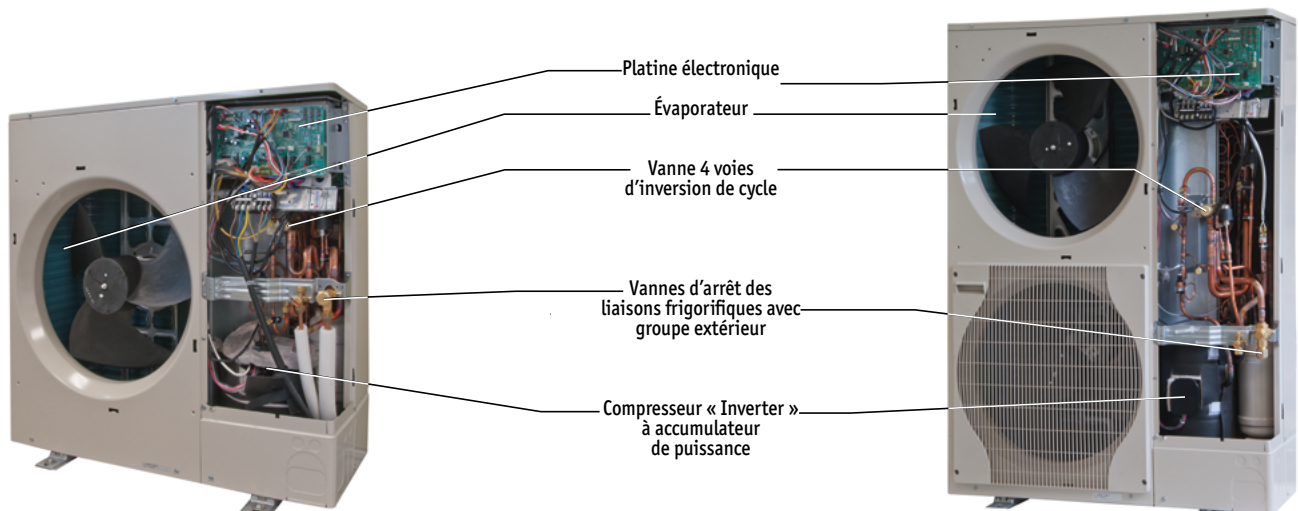 Platine électronique
Évaporateur
Vanne 4 voies
d'inversion de cycle
Vannes d'arrêt des
liaisons frigorifiques avec
groupe extérieur
Compresseur « Inverter »
à accumulateur
de puissance